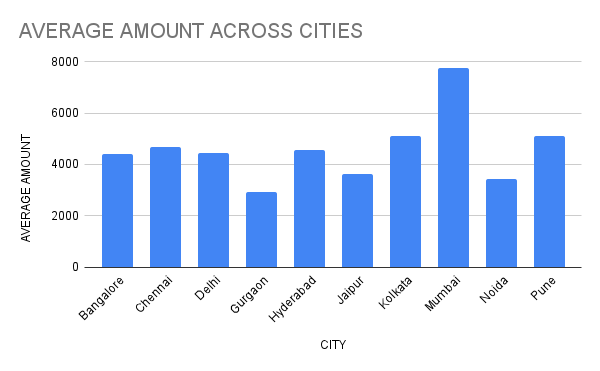 AVERAGE AMOUNT ACROSS CITIES
AVERAGE AMOUNT
8000
6000
4000
2000
0
Bangalore
Chennai
Delhi
Gurgaon
Hyderabad
Jaipur
Kolkata
Mumbai
Noida
Pune
CITY